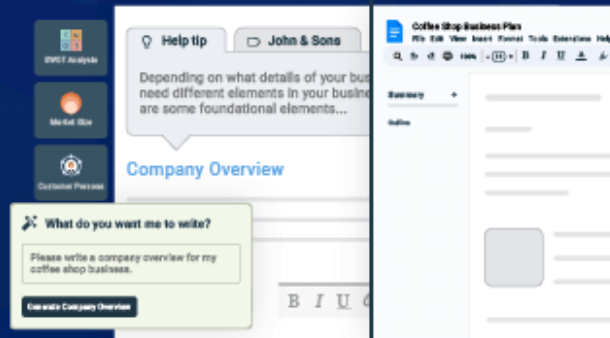 SWOT Analysis
Market Size
Customer Persona
Help tip
John & Sons
Depending on what details of your bus
need different elements in your busine
are some foundational elements...
Company Overview
What do you want me to write?
Please write a company overview for my
coffee shop business.
Generate Company Overview
B I U
Coffee Shop Business Plan
File Edit View Insert Format Tools Extensions Help
100%
B I U A
Summary +
Outline